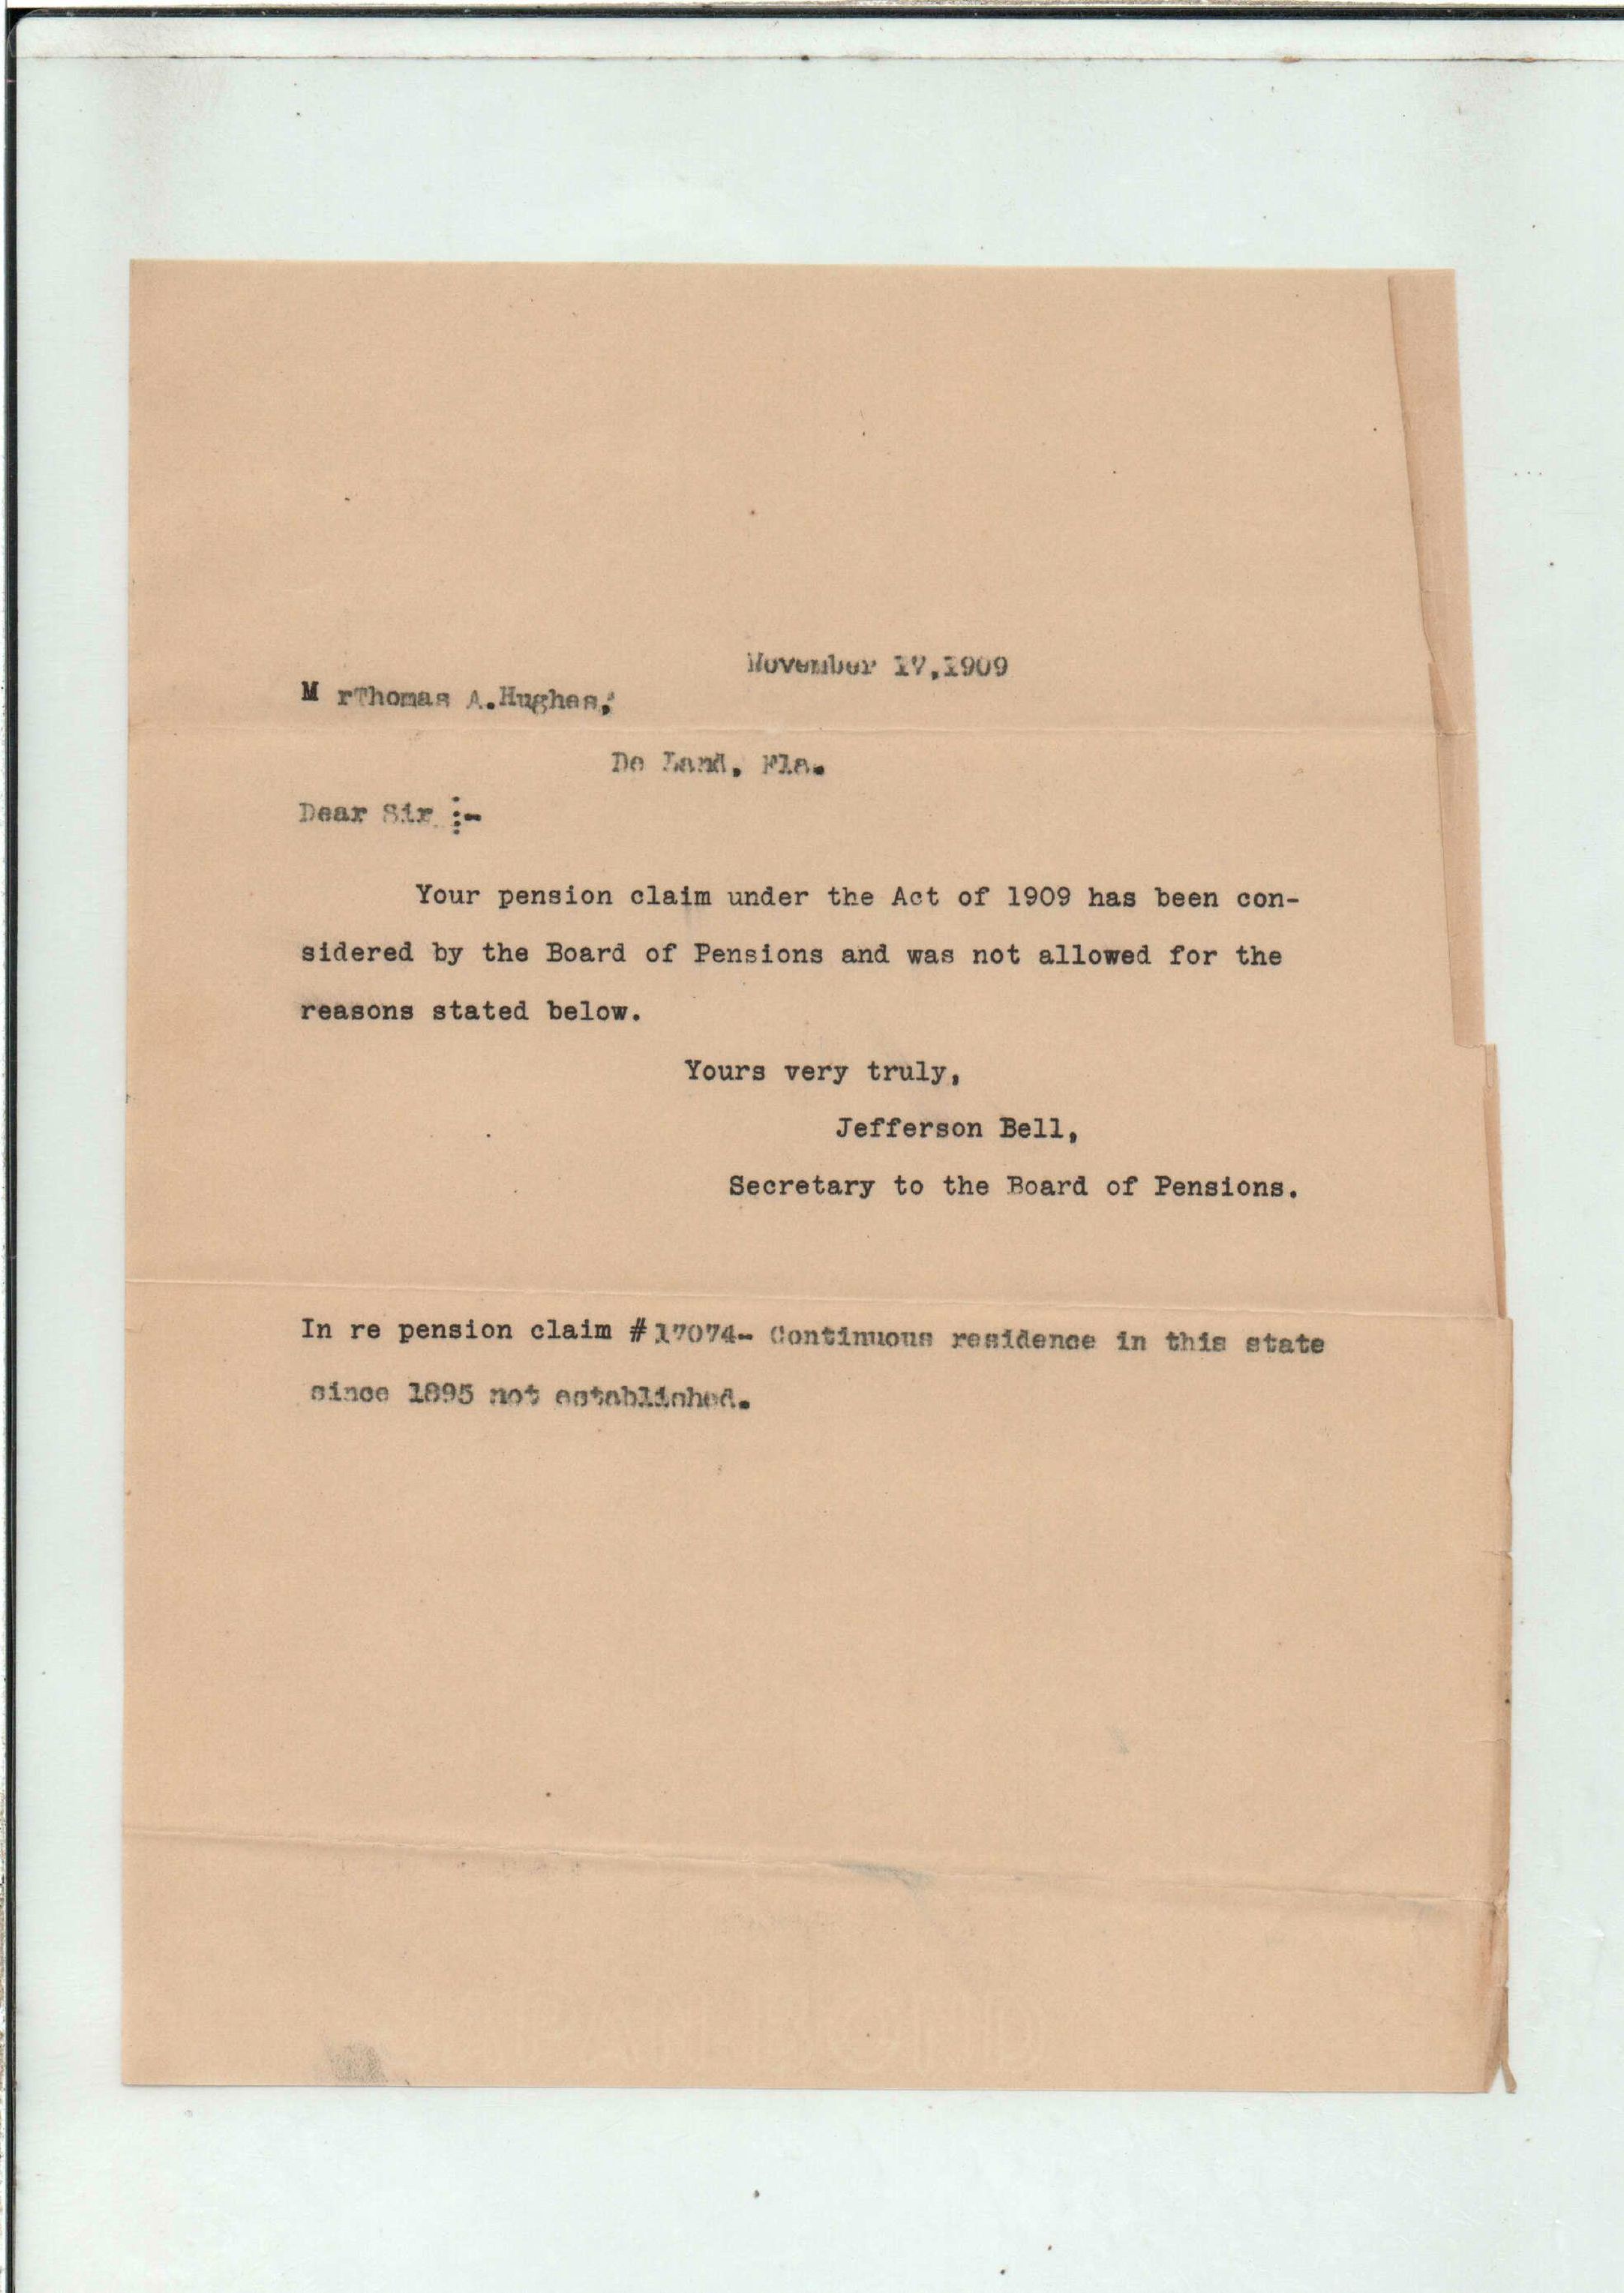 November 17,1909
M rThomas A.Hughes,
De Land, Fla.
Dear Sir :-
Your pension claim under the Act of 1909 has been con-
sidered by the Board of Pensions and was not allowed for the
reasons stated below.
Yours very truly,
Jefferson Bell,
Secretary to the Board of Pensions.
In re pension claim #17074- Continuous residence in this state
since 1895 not established.